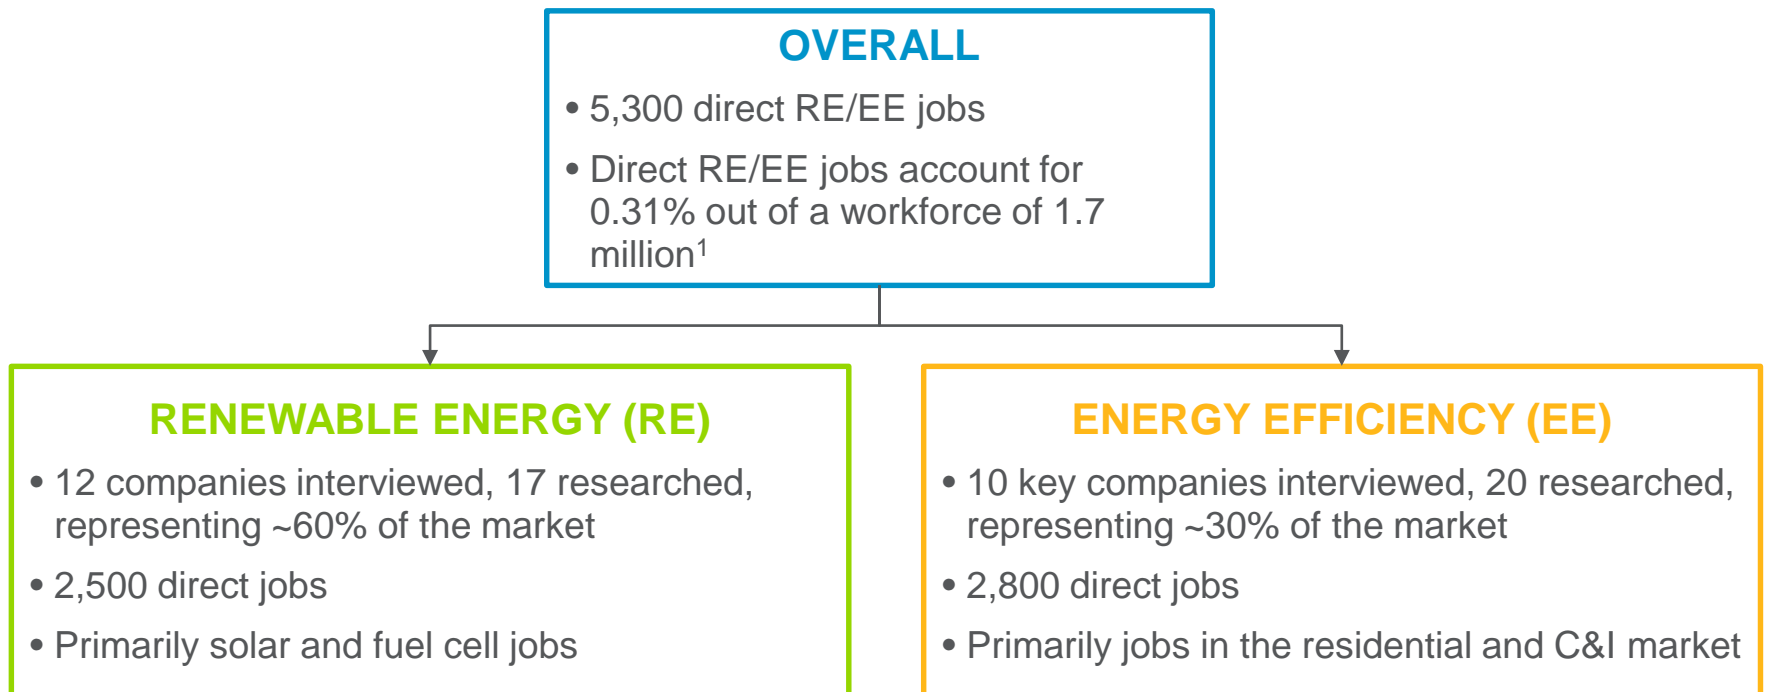 OVERALL
• 5,300 direct RE/EE jobs
• Direct RE/EE jobs account for
0.31% out of a workforce of 1.7
million¹
RENEWABLE ENERGY (RE)
• 12 companies interviewed, 17 researched,
representing ~60% of the market
• 2,500 direct jobs
• Primarily solar and fuel cell jobs
ENERGY EFFICIENCY (EE)
• 10 key companies interviewed, 20 researched,
representing ~30% of the market
• 2,800 direct jobs
• Primarily jobs in the residential and C&I market